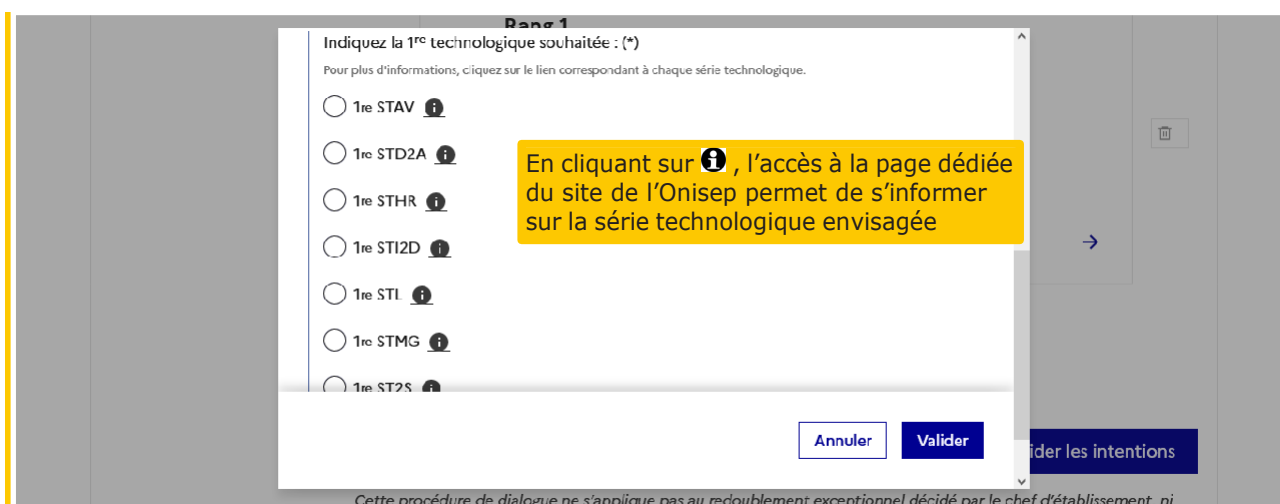 Rang 1
Indiquez la 1re technologique souhaitée : (*)
Pour plus d'informations, cliquez sur le lien correspondant à chaque série technologique.
1re STAV
1re STD2A
En cliquant sur , l’accès à la page dédiée
du site de l’Onisep permet de s’informer
sur la série technologique envisagée
1re STHR
1re STI2D
1re STL
1re STMG
1re ST2S
Annuler
Valider
ider les intentions
Cette procédure de dialogue ne s'applique pas au redoublement exceptionnel décidé par le chef d'établissement, ni